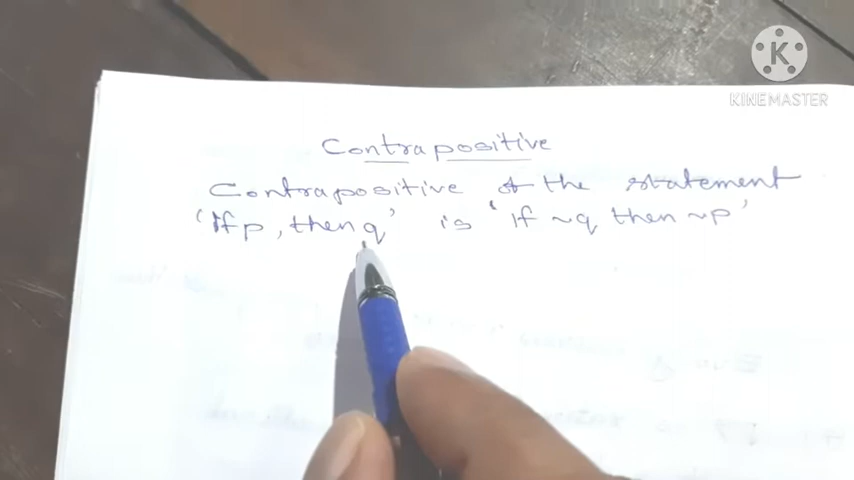 K
KINEMASTER
Contrapositive
Contrapositive of the statement
'If p, then q' is 'if ~q then ~p'